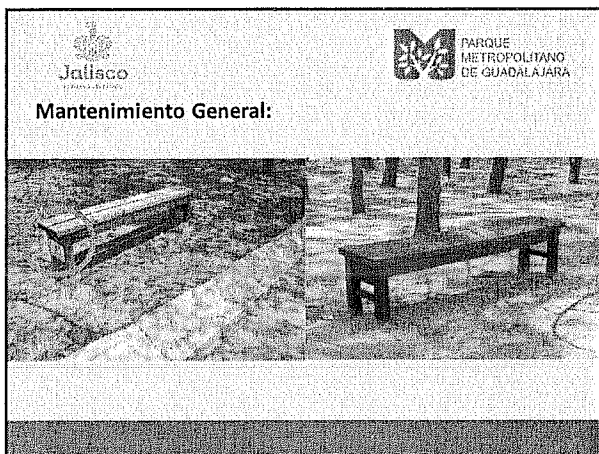 Jalisco
PARQUE
METROPOLITANO
DE GUADALAJARA
Mantenimiento General: